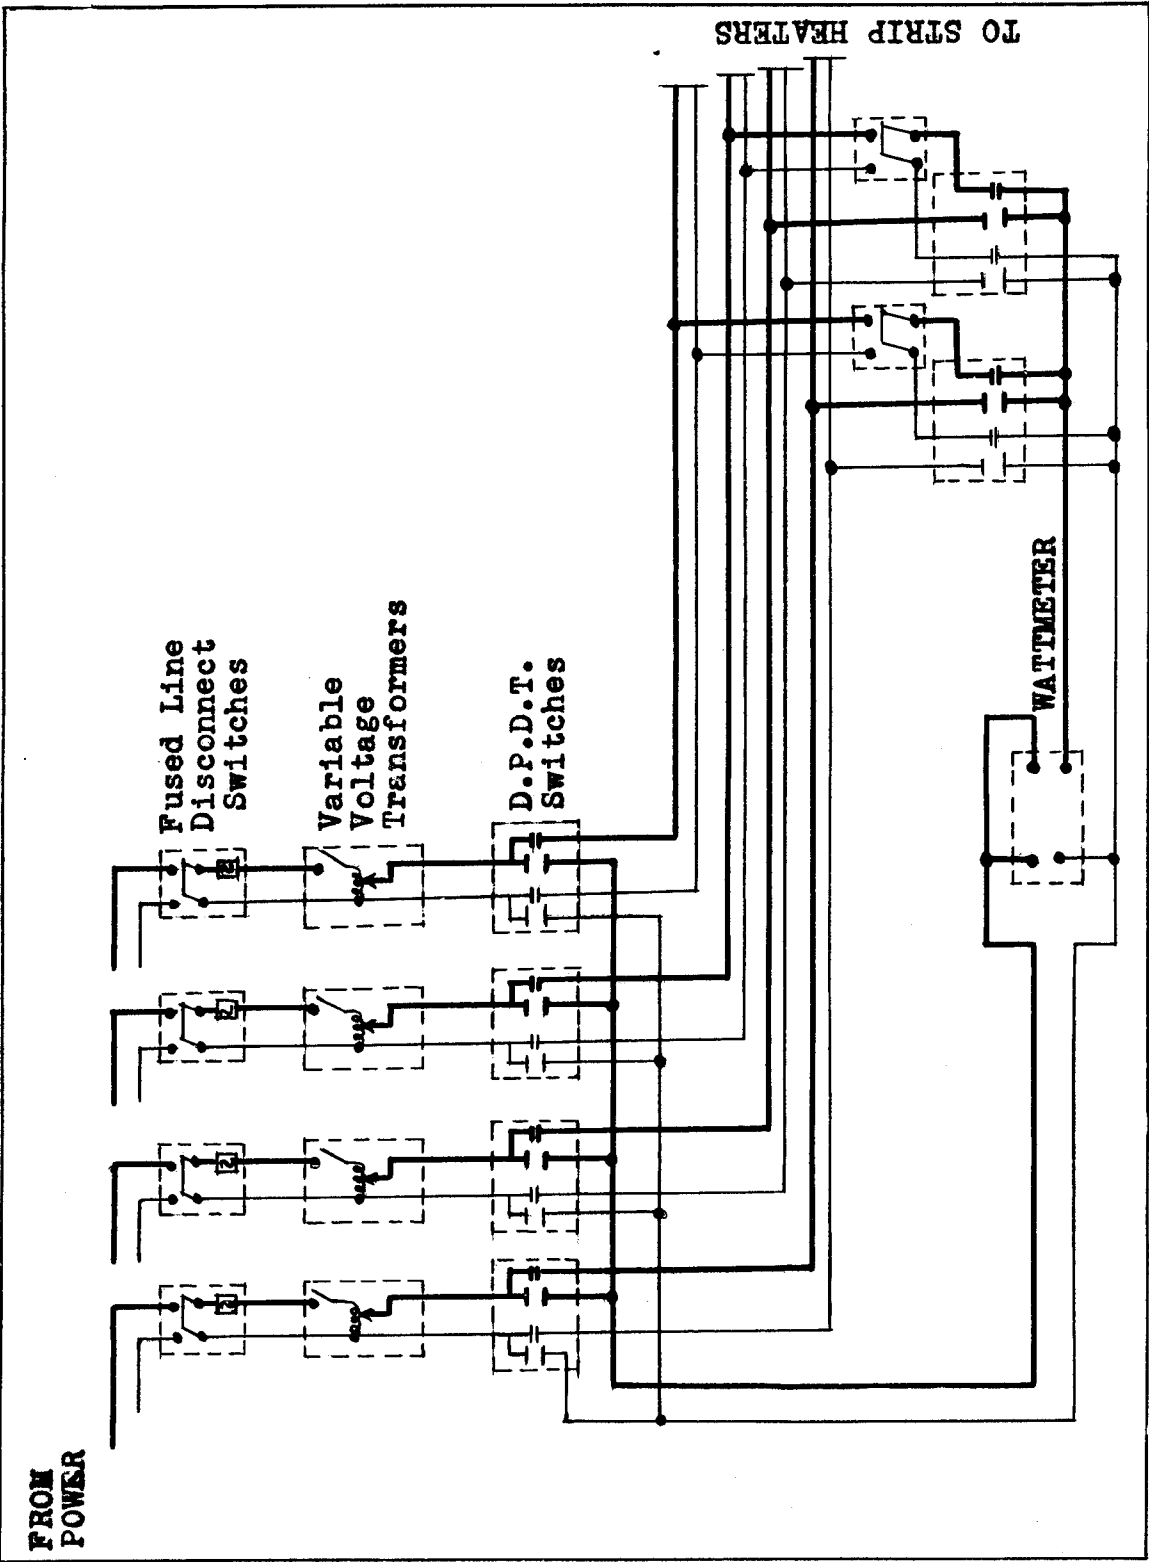 FROM
POWER
Fused Line
Disconnect
Switches
Variable
Voltage
Transformers
D.P.D.T.
Switches
WATTMETER
TO STRIP HEATERS